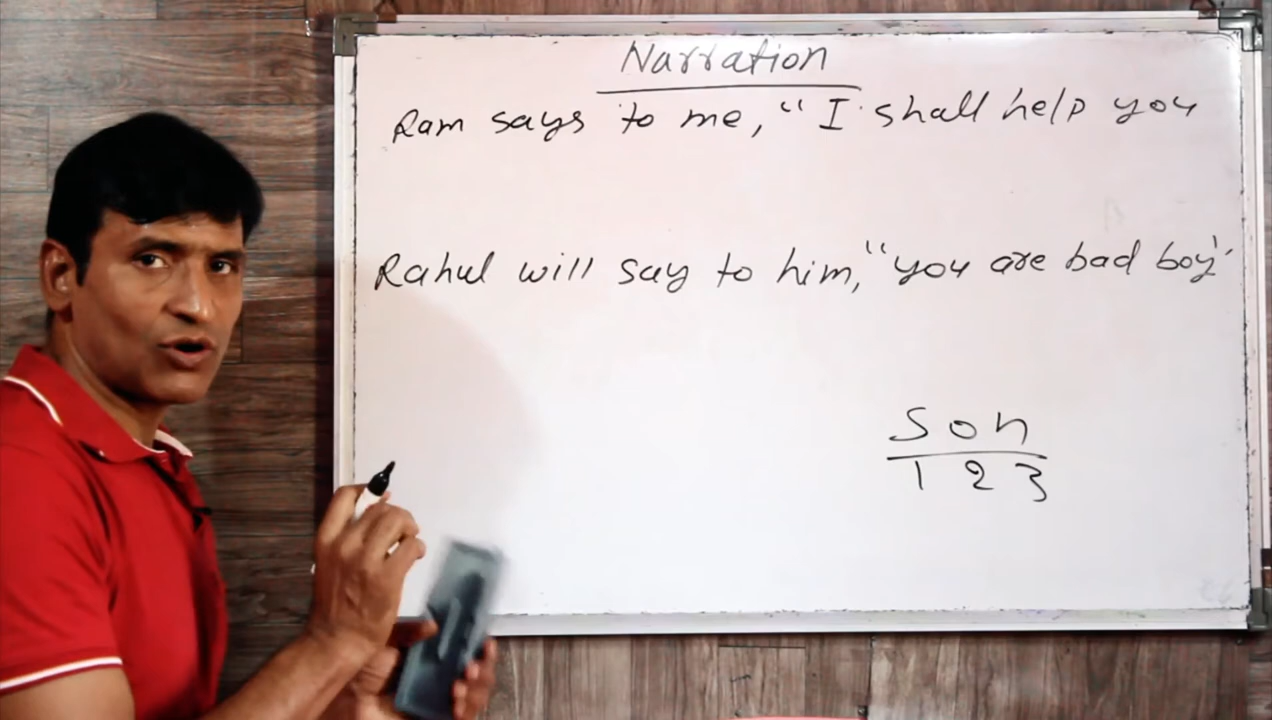 Narration
Ram says to me, “I shall help you
Rahul will say to him, “you are bad boy”
SON
1 2 3